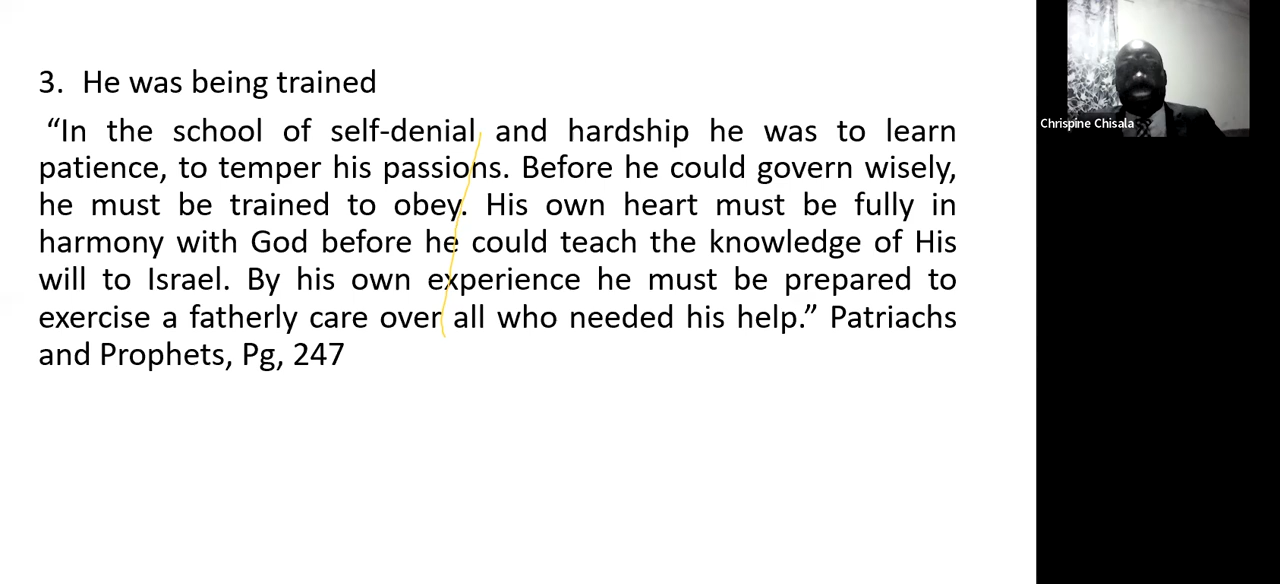 3. He was being trained
“In the school of self-denial and hardship he was to learn
patience, to temper his passions. Before he could govern wisely,
he must be trained to obey. His own heart must be fully in
harmony with God before he could teach the knowledge of His
will to Israel. By his own experience he must be prepared to
exercise a fatherly care over all who needed his help.” Patriachs
and Prophets, Pg, 247
Chrispine Chisala